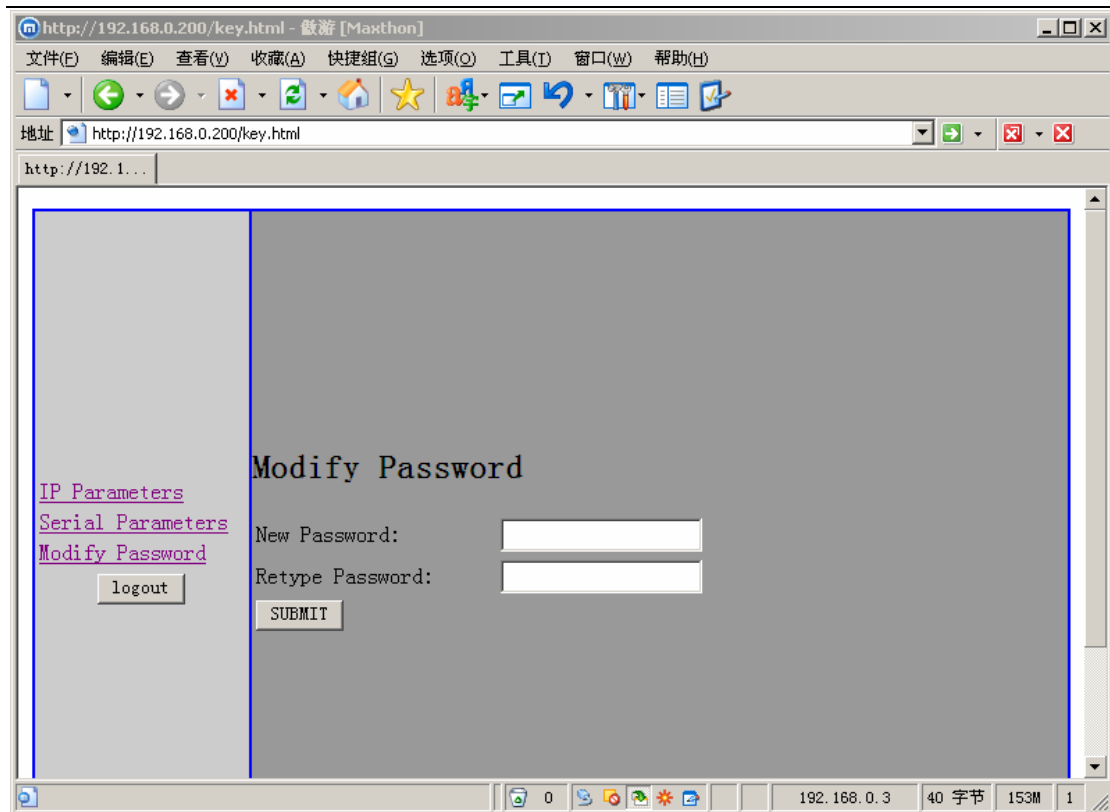 http://192.168.0.200/key.html - 傲游 [Maxthon]
文件(F) 编辑(E) 查看(V) 收藏(A) 快捷组(G) 选项(O) 工具(T) 窗口(W) 帮助(H)
地址 http://192.168.0.200/key.html
http://192.1...
Modify Password
IP Parameters
Serial Parameters
Modify Password
logout
New Password:
Retype Password:
SUBMIT
0 192.168.0.3 40 字节 153M 1